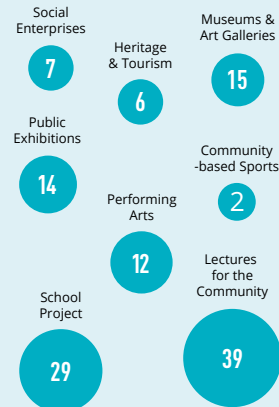 Social
Enterprises
7
Heritage
& Tourism
6
Museums &
Art Galleries
15
Public
Exhibitions
14
Community
-based Sports
2
Performing
Arts
12
Lectures
for the
Community
39
School
Project
29